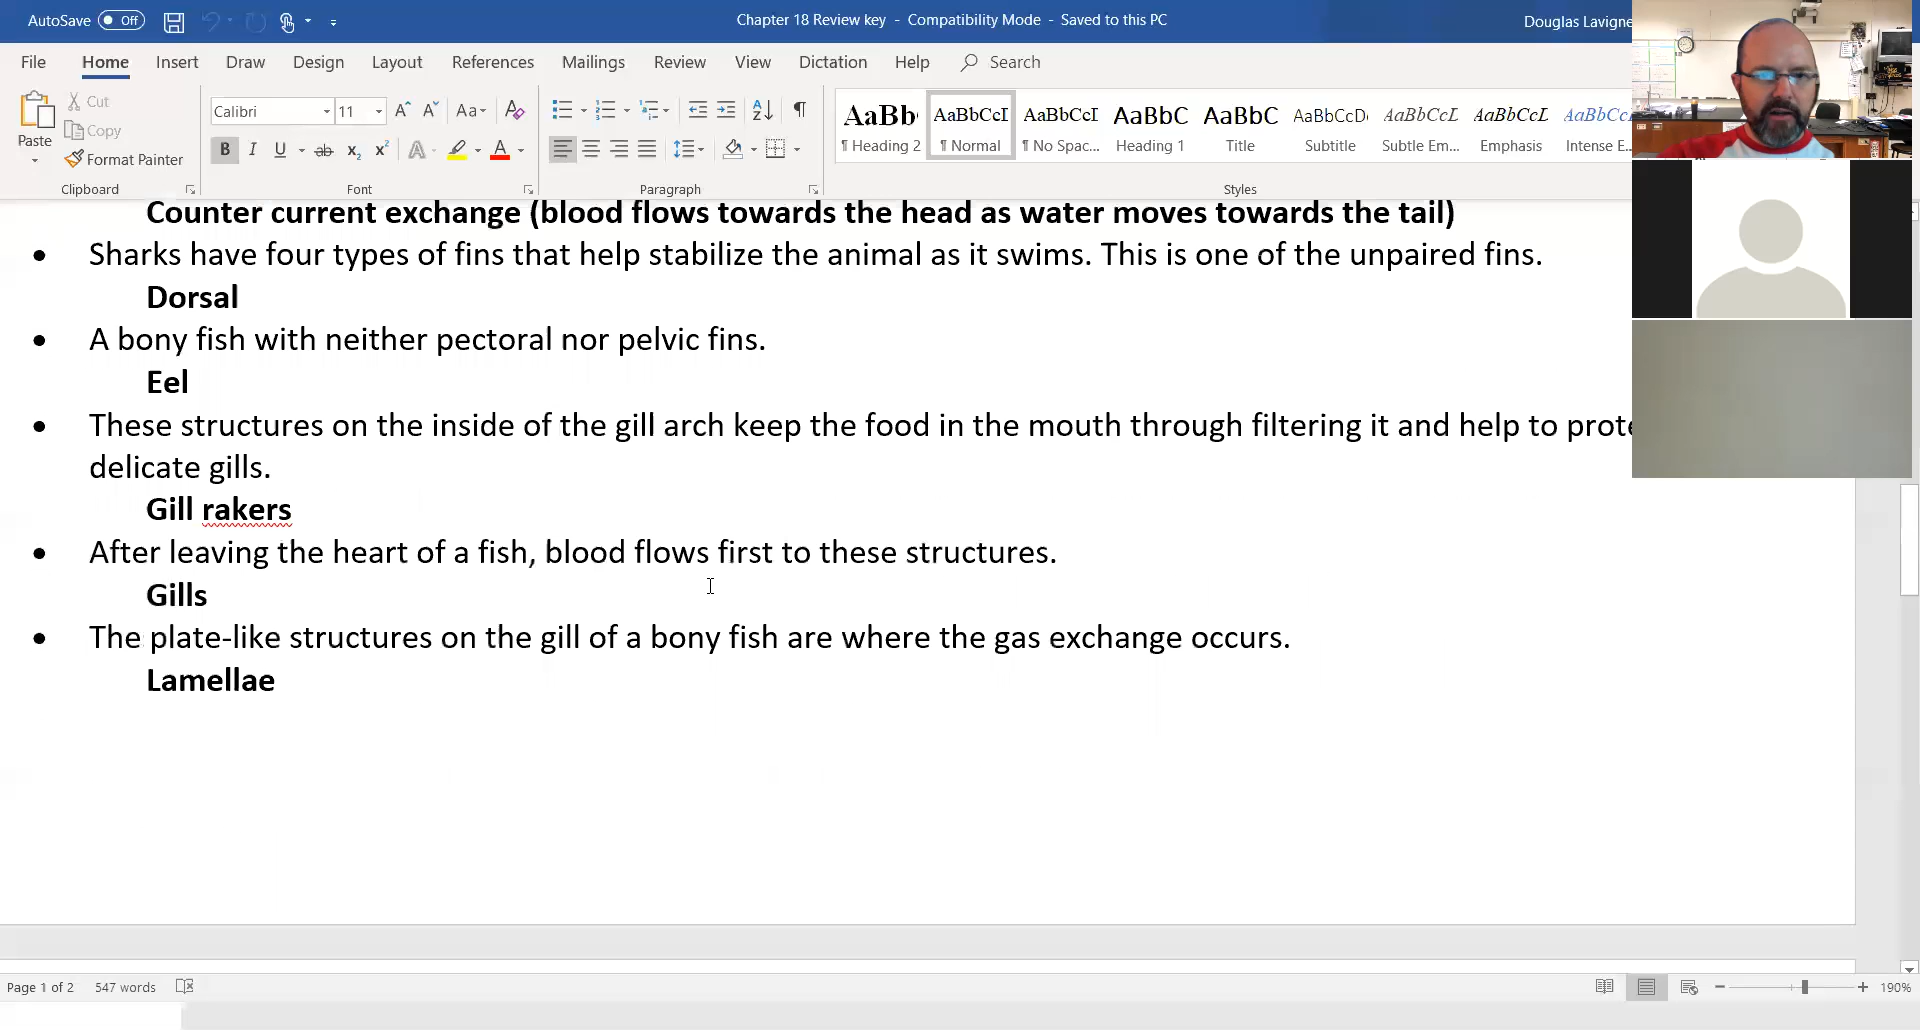 AutoSave Off Chapter 18 Review key - Compatibility Mode - Saved to this PC Douglas Lavigne
File Home Insert Draw Design Layout References Mailings Review View Dictation Help Search
Paste Cut Copy Format Painter
Calibri 11 Aa
B I U ab x₂ x² A A
AaBb AaBbCcI AaBbCcI AaBbC AaBbC AaBbCcD AaBbCcL AaBbCcL AaBbCc
¶ Heading 2 ¶ Normal ¶ No Spac... Heading 1 Title Subtitle Subtle Em... Emphasis Intense E...
Clipboard Font Paragraph Styles
Counter current exchange (blood flows towards the head as water moves towards the tail)
• Sharks have four types of fins that help stabilize the animal as it swims. This is one of the unpaired fins.
Dorsal
• A bony fish with neither pectoral nor pelvic fins.
Eel
• These structures on the inside of the gill arch keep the food in the mouth through filtering it and help to prote
delicate gills.
Gill rakers
• After leaving the heart of a fish, blood flows first to these structures.
Gills
• The plate-like structures on the gill of a bony fish are where the gas exchange occurs.
Lamellae
Page 1 of 2 547 words 190%